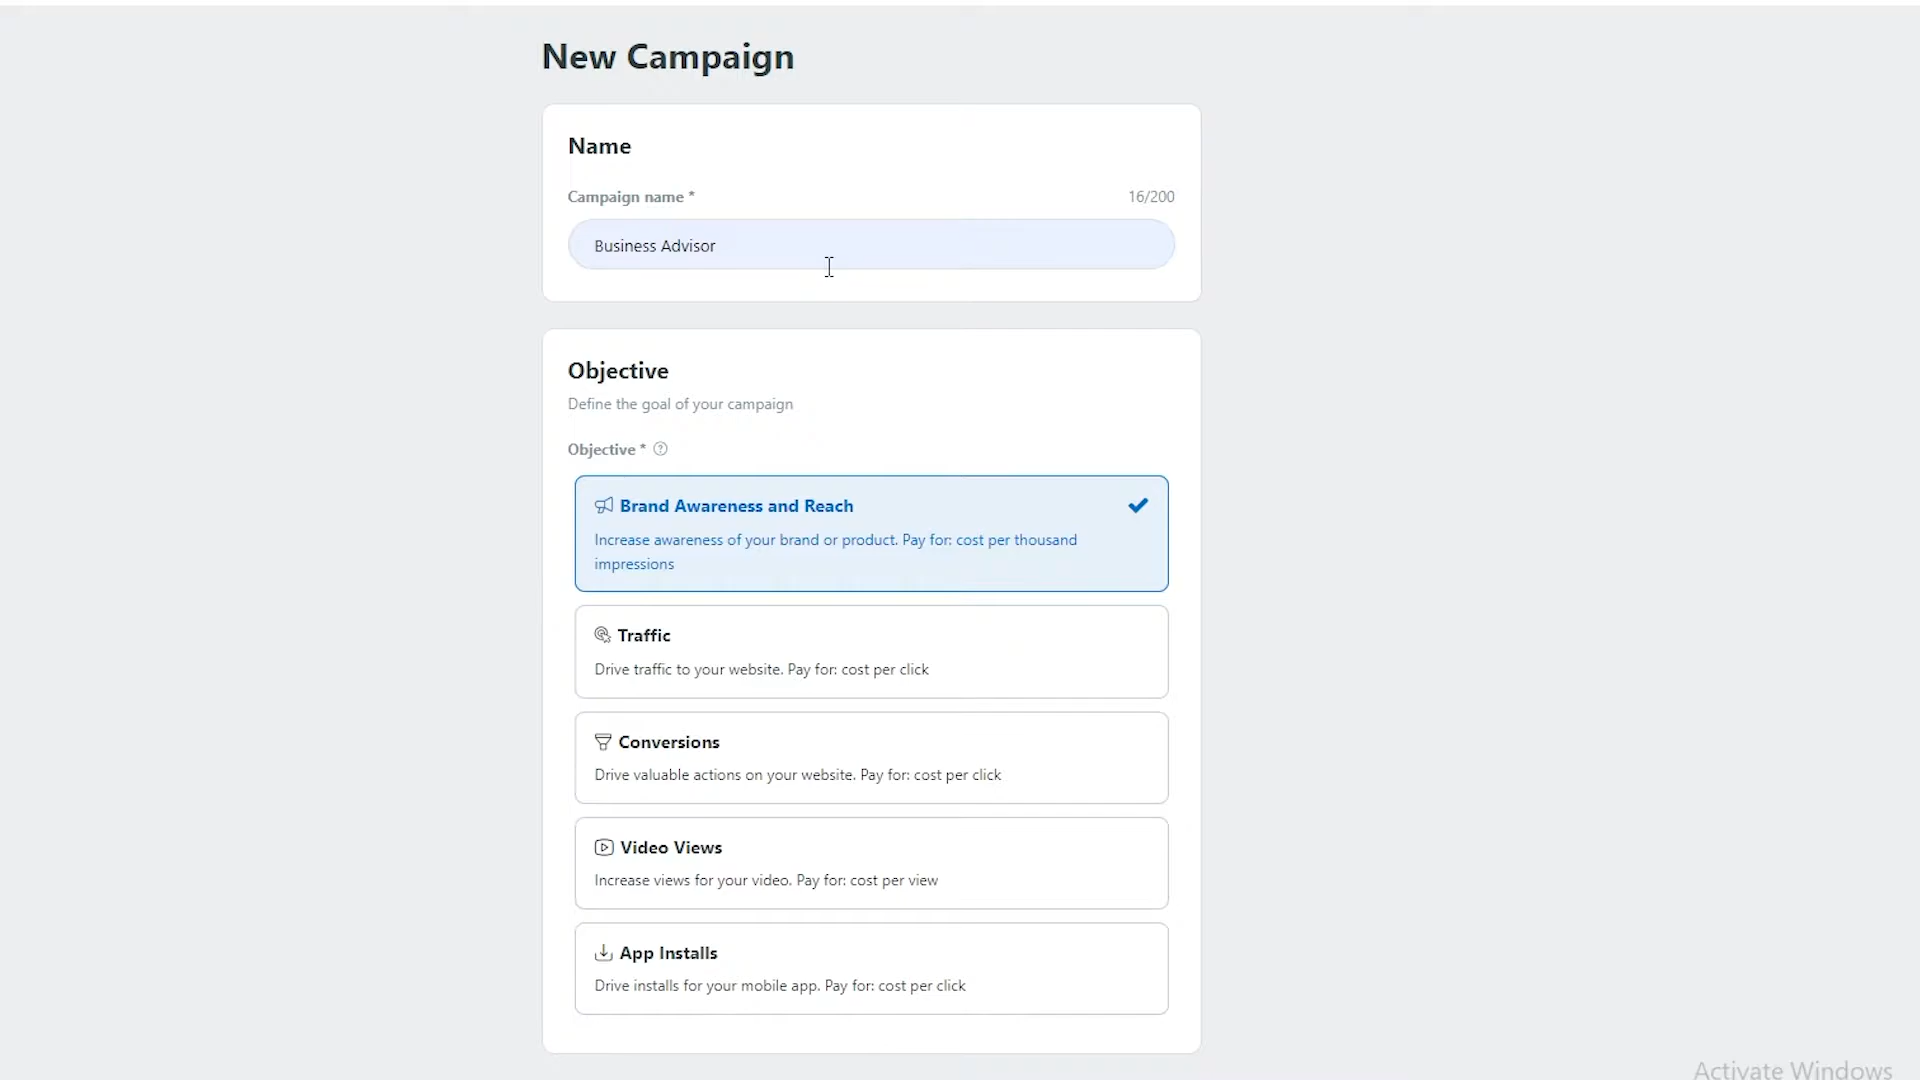 New Campaign
Name
Campaign name *
16/200
Business Advisor
Objective
Define the goal of your campaign
Objective *
Brand Awareness and Reach
Increase awareness of your brand or product. Pay for: cost per thousand
impressions
Traffic
Drive traffic to your website. Pay for: cost per click
Conversions
Drive valuable actions on your website. Pay for: cost per click
Video Views
Increase views for your video. Pay for: cost per view
App Installs
Drive installs for your mobile app. Pay for: cost per click
Activate Windows